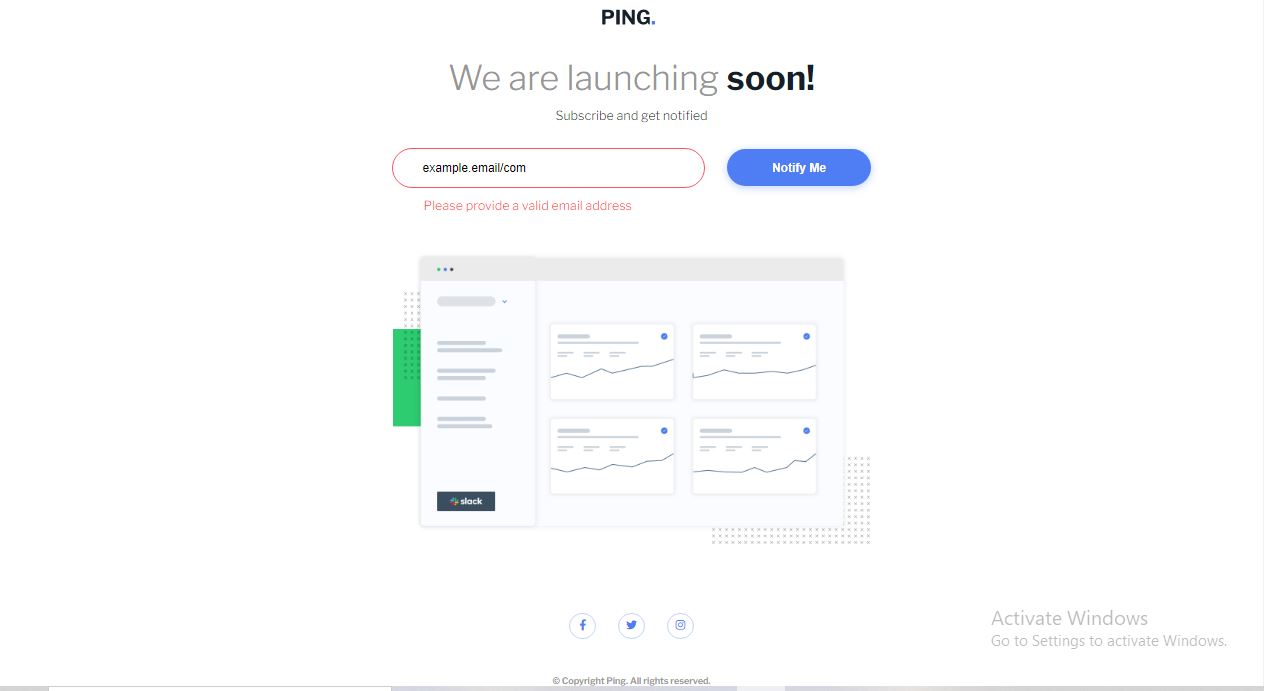 PING.
We are launching soon!
Subscribe and get notified
example.email/com
Notify Me
Please provide a valid email address
slack
Activate Windows
Go to Settings to activate Windows.
© Copyright Ping. All rights reserved.